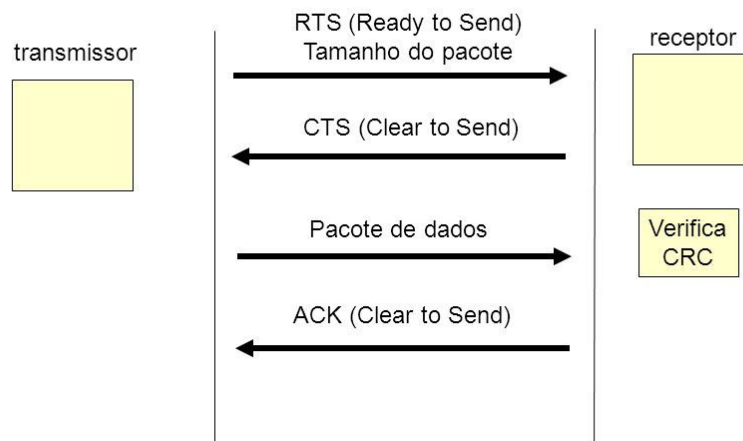 RTS (Ready to Send)
Tamanho do pacote
transmissor
receptor
CTS (Clear to Send)
Pacote de dados
Verifica
CRC
ACK (Clear to Send)